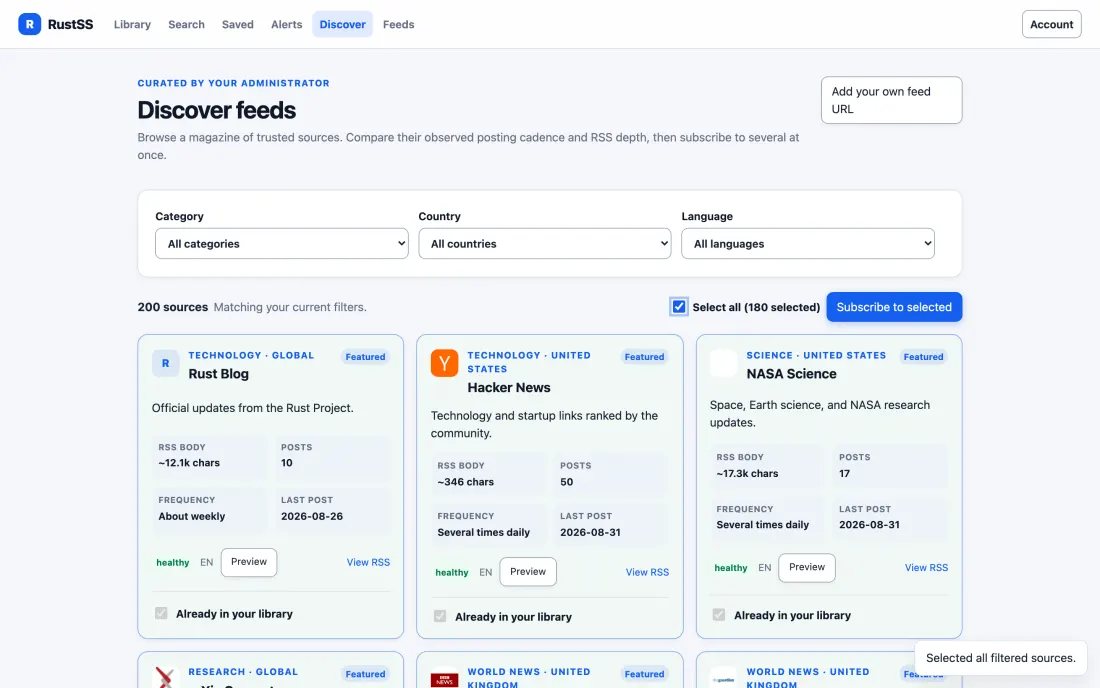 R RustSS Library Search Saved Alerts Discover Feeds Account
CURATED BY YOUR ADMINISTRATOR
Discover feeds
Browse a magazine of trusted sources. Compare their observed posting cadence and RSS depth, then subscribe to several at
once.
Add your own feed
URL
Category Country Language
All categories All countries All languages
200 sources Matching your current filters. Select all (180 selected) Subscribe to selected
R
TECHNOLOGY · GLOBAL
Featured
Rust Blog
Official updates from the Rust Project.
RSS BODY POSTS
~12.1k chars 10
FREQUENCY LAST POST
About weekly 2026-08-26
healthy EN Preview View RSS
Already in your library
Y
TECHNOLOGY · UNITED
STATES
Featured
Hacker News
Technology and startup links ranked by the
community.
RSS BODY POSTS
~346 chars 50
FREQUENCY LAST POST
Several times daily 2026-08-31
healthy EN Preview View RSS
Already in your library
SCIENCE · UNITED STATES
Featured
NASA Science
Space, Earth science, and NASA research
updates.
RSS BODY POSTS
~17.3k chars 17
FREQUENCY LAST POST
Several times daily 2026-08-31
healthy EN Preview View RSS
Already in your library
RESEARCH · GLOBAL
Featured
BBC
NEWS
WORLD NEWS · UNITED
KINGDOM
Featured
WORLD NEWS · UNITED
KINGDOM
Selected all filtered sources.